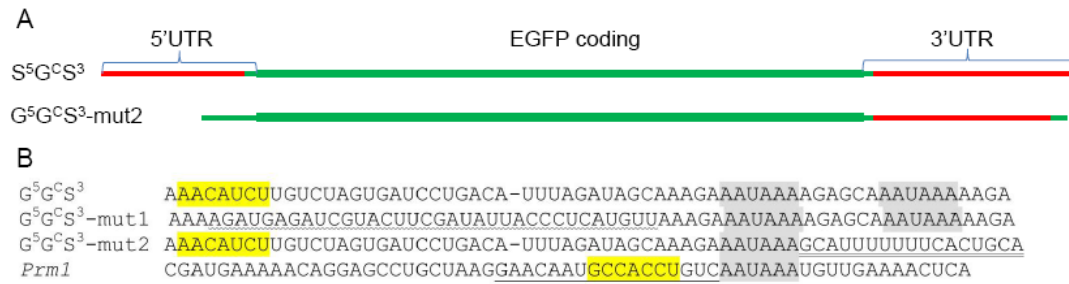 A
5'UTR EGFP coding 3'UTR
S⁵GᶜS³
G⁵GᶜS³-mut2
B
G⁵GᶜS³ AAACAUCUUGUCUAGUGAUCCUGACA-UUUAGAUAGCAAAGAAAUAAAAGAGCAAAUAAAAAGA
G⁵GᶜS³-mut1 AAAAGAUGAGAUCGUACUUCGAUAUUACCCUCAUGUUAAAGAAAUAAAAGAGCAAAUAAAAAGA
G⁵GᶜS³-mut2 AAACAUCUUGUCUAGUGAUCCUGACA-UUUAGAUAGCAAAGAAAUAAAGCAUUUUUUUCACUGCA
Prm1 CGAUGAAAAACAGGAGCCUGCUAAGGAACAAUGCCACCUGUCAAUAAAUGUUGAAAACUCA